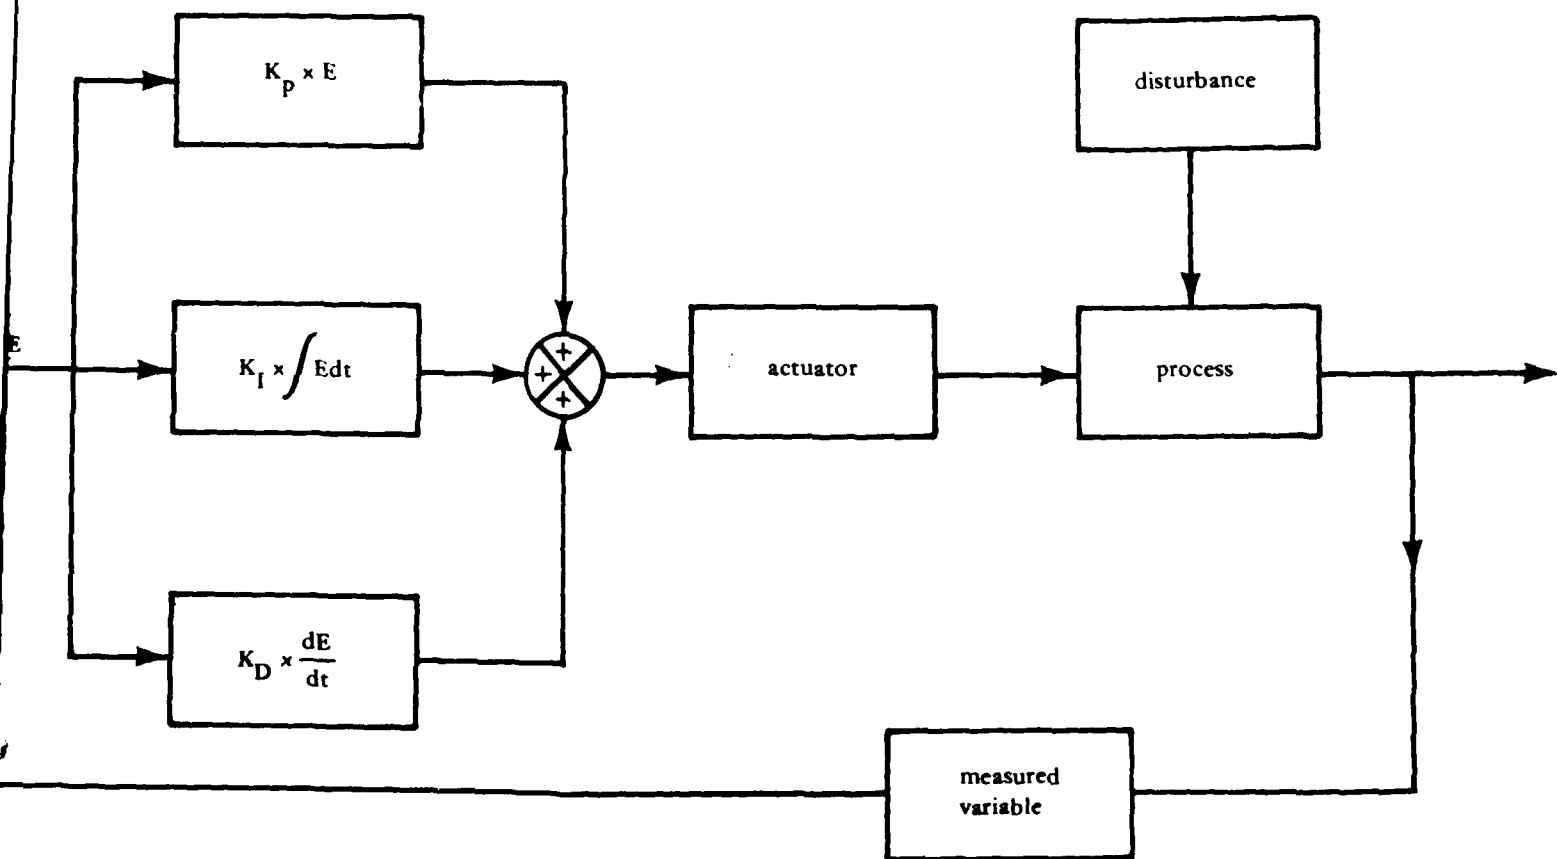 K_P × E
disturbance
E
K_I × ∫Edt
+
+
+
actuator
process
K_D × dE
dt
measured
variable